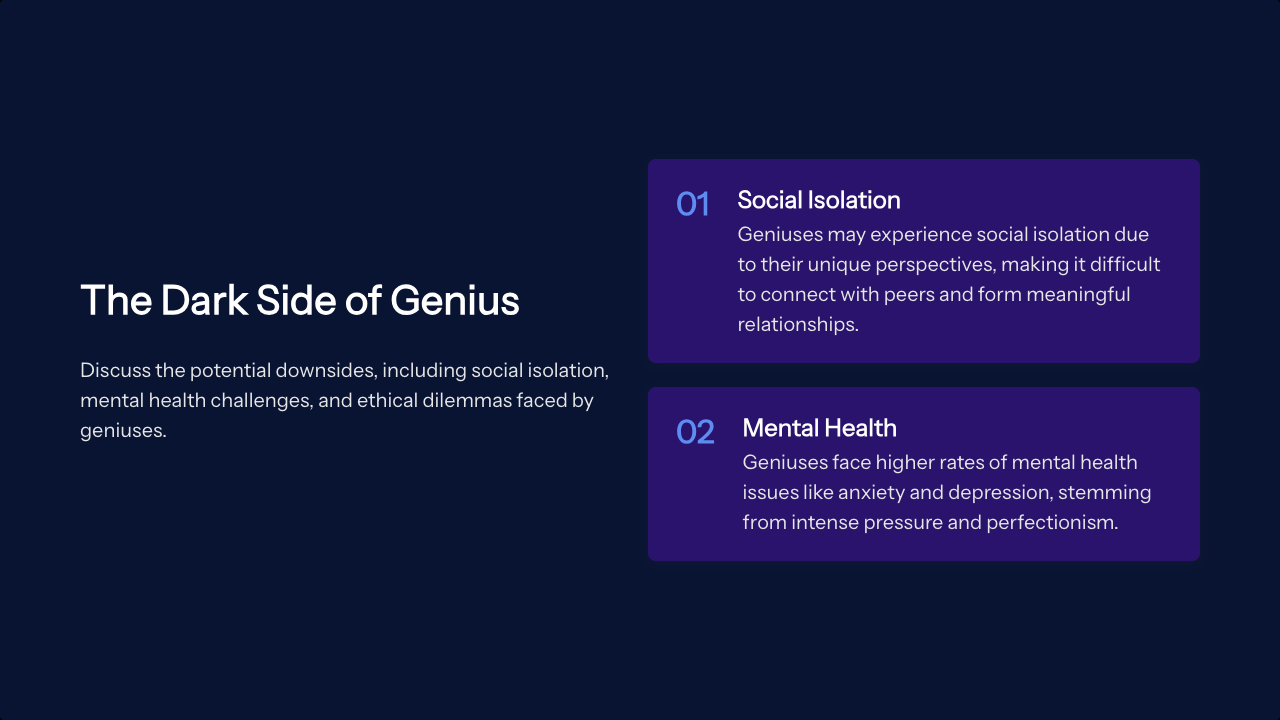 The Dark Side of Genius
Discuss the potential downsides, including social isolation,
mental health challenges, and ethical dilemmas faced by
geniuses.
01
Social Isolation
Geniuses may experience social isolation due
to their unique perspectives, making it difficult
to connect with peers and form meaningful
relationships.
02
Mental Health
Geniuses face higher rates of mental health
issues like anxiety and depression, stemming
from intense pressure and perfectionism.